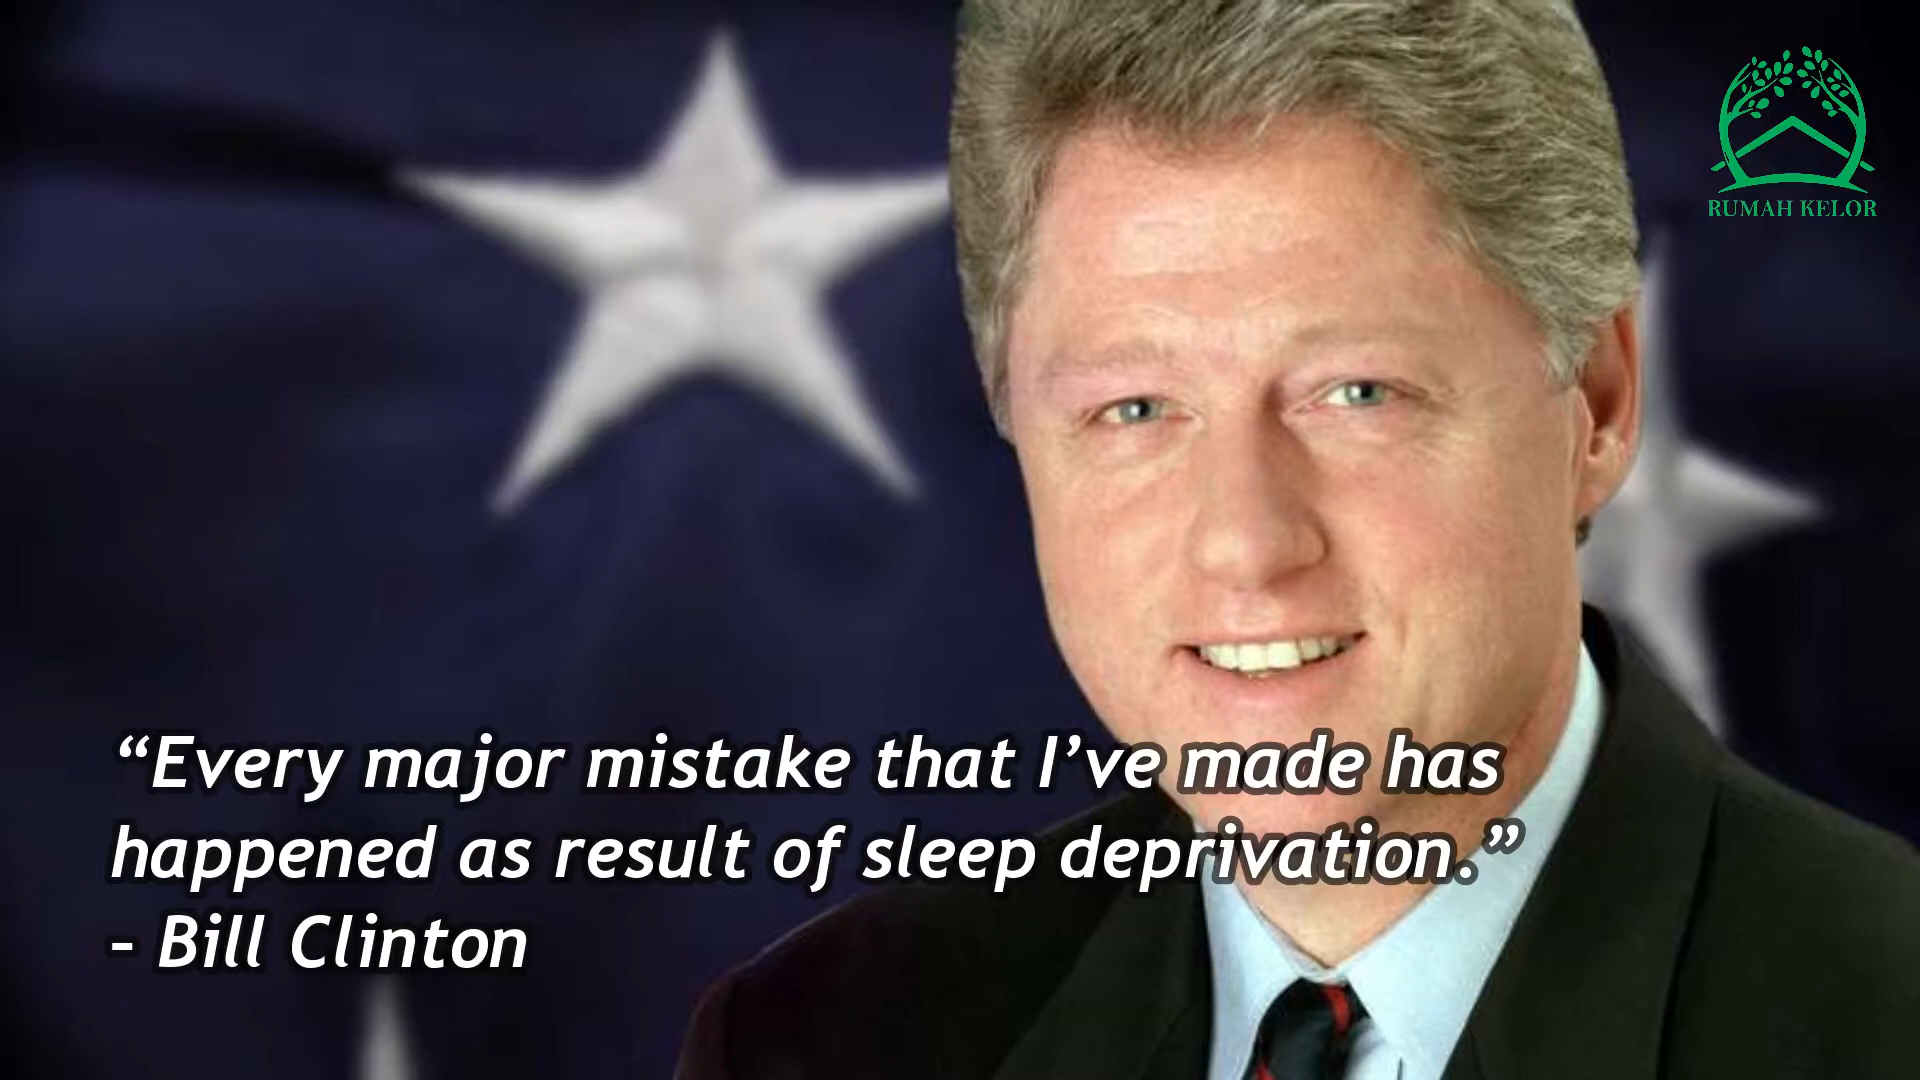 RUMAH KELOR
“Every major mistake that I’ve made has
happened as result of sleep deprivation.”
– Bill Clinton